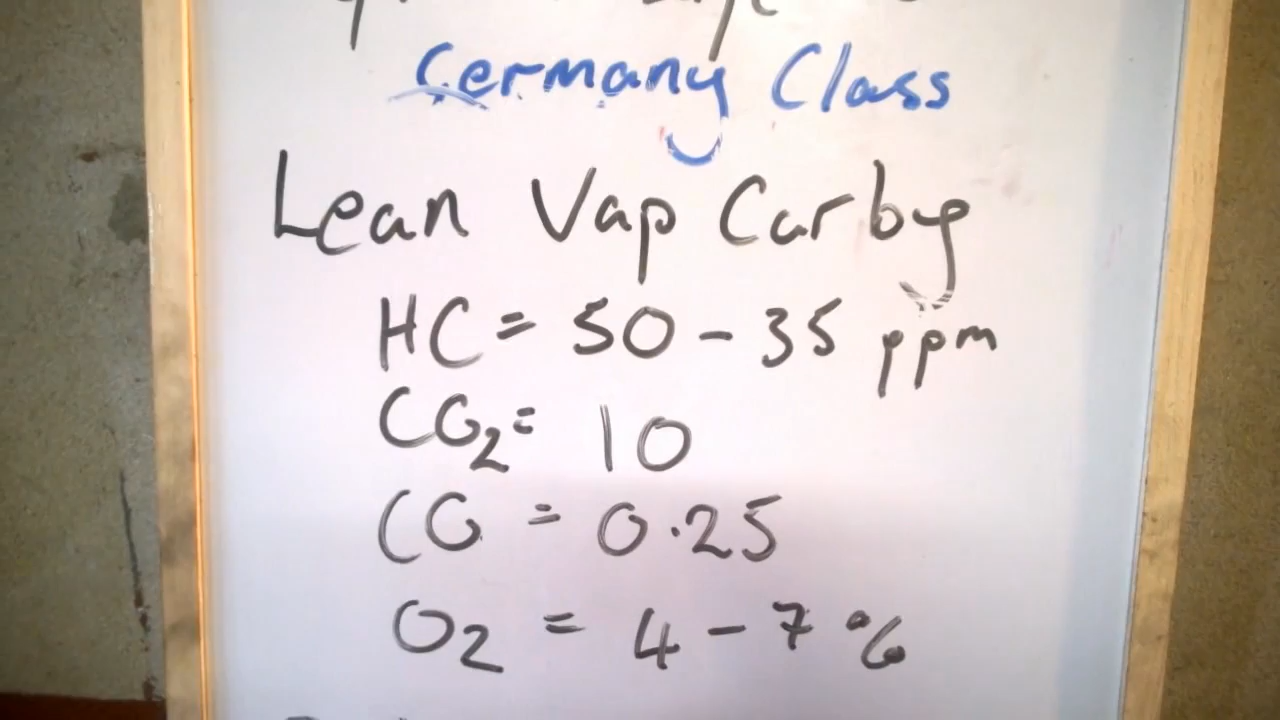 Germany Class
Lean Vap Carby
HC = 50 - 35 ppm
CO2 = 10
CO = 0.25
O2 = 4 - 7 %